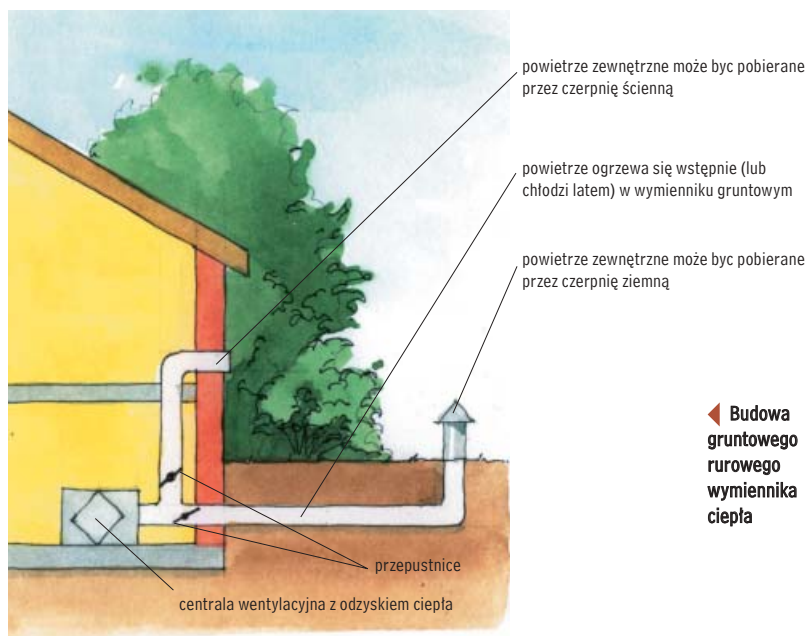 powietrze zewnętrzne może byc pobierane
przez czerpnię ścienną
powietrze ogrzewa się wstępnie (lub
chłodzi latem) w wymienniku gruntowym
powietrze zewnętrzne może byc pobierane
przez czerpnię ziemną
Budowa
gruntowego
rurowego
wymiennika
ciepła
przepustnice
centrala wentylacyjna z odzyskiem ciepła